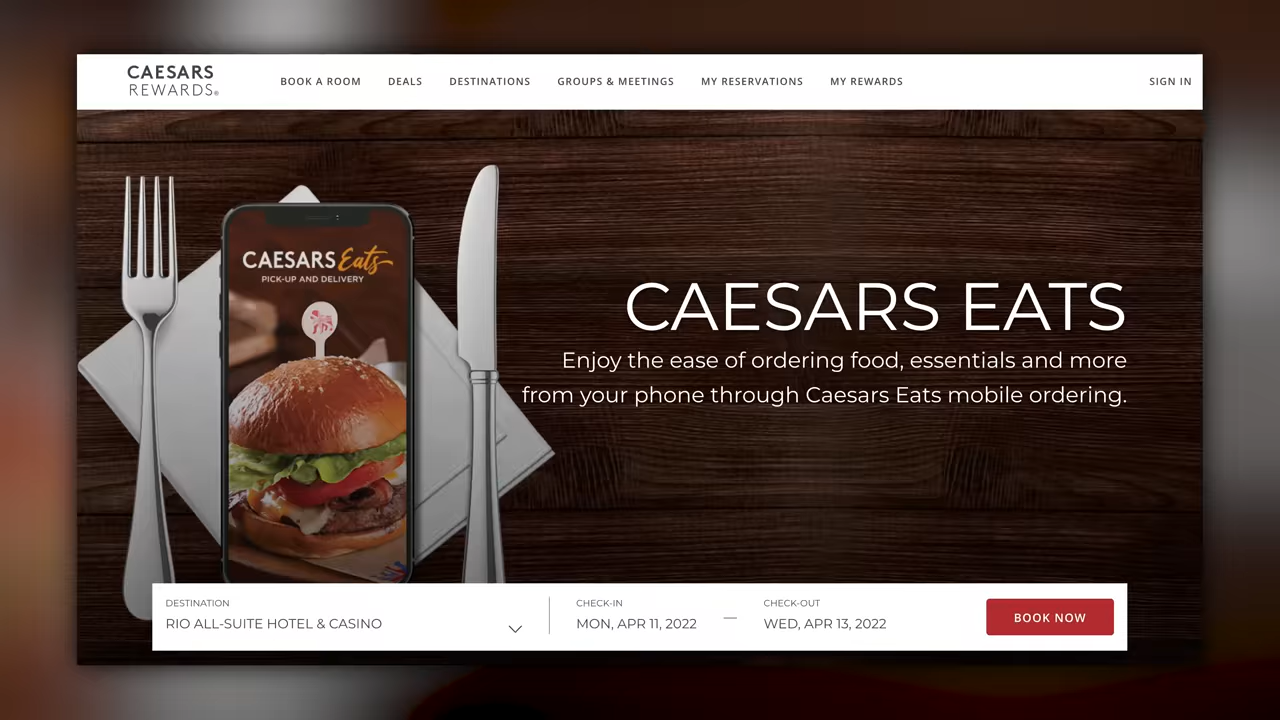 CAESARS
REWARDS®
BOOK A ROOM
DEALS
DESTINATIONS
GROUPS & MEETINGS
MY RESERVATIONS
MY REWARDS
SIGN IN
CAESARS Eats
PICK-UP AND DELIVERY
CAESARS EATS
Enjoy the ease of ordering food, essentials and more
from your phone through Caesars Eats mobile ordering.
DESTINATION
RIO ALL-SUITE HOTEL & CASINO
CHECK-IN
MON, APR 11, 2022
—
CHECK-OUT
WED, APR 13, 2022
BOOK NOW